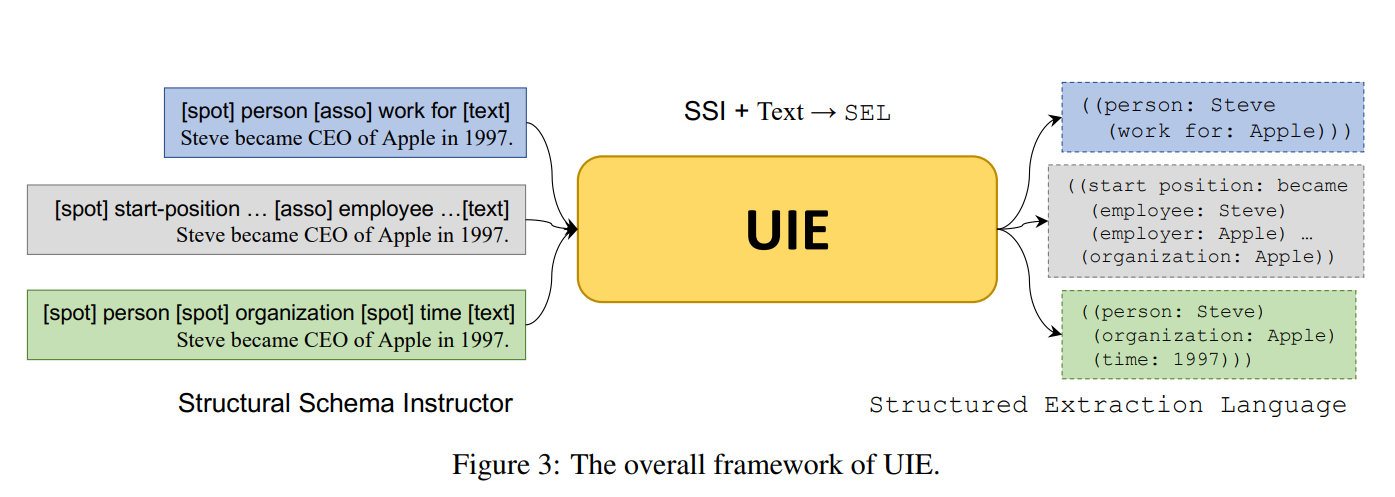 [spot] person [asso] work for [text]
Steve became CEO of Apple in 1997.
[spot] start-position … [asso] employee …[text]
Steve became CEO of Apple in 1997.
[spot] person [spot] organization [spot] time [text]
Steve became CEO of Apple in 1997.
Structural Schema Instructor
SSI + Text → SEL
UIE
((person: Steve
(work for: Apple)))
((start position: became
(employee: Steve)
(employer: Apple) …
(organization: Apple))
((person: Steve)
(organization: Apple)
(time: 1997)))
Structured Extraction Language
Figure 3: The overall framework of UIE.